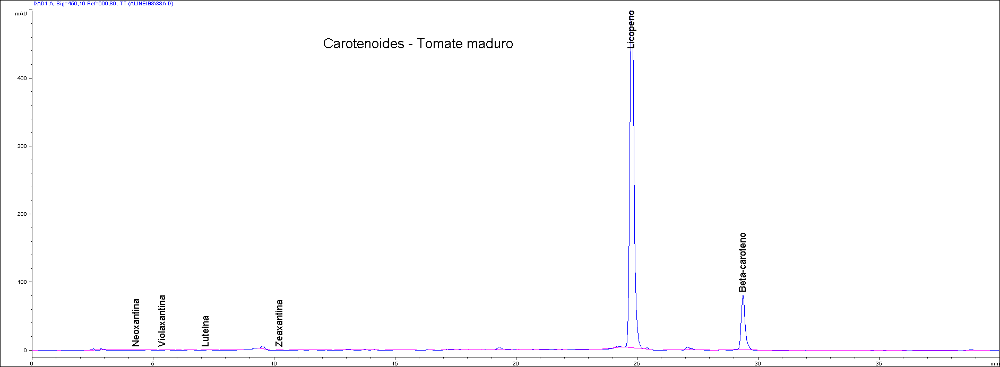 DAD1 A, Sig=450,16 Ref=600,80, TT (ALINEIB3\38A.D)
mAU
Carotenoides - Tomate maduro
Licopeno
400
300
200
100
0
Neoxantina
Violaxantina
Luteina
Zeaxantina
Beta-caroteno
0 5 10 15 20 25 30 35 min